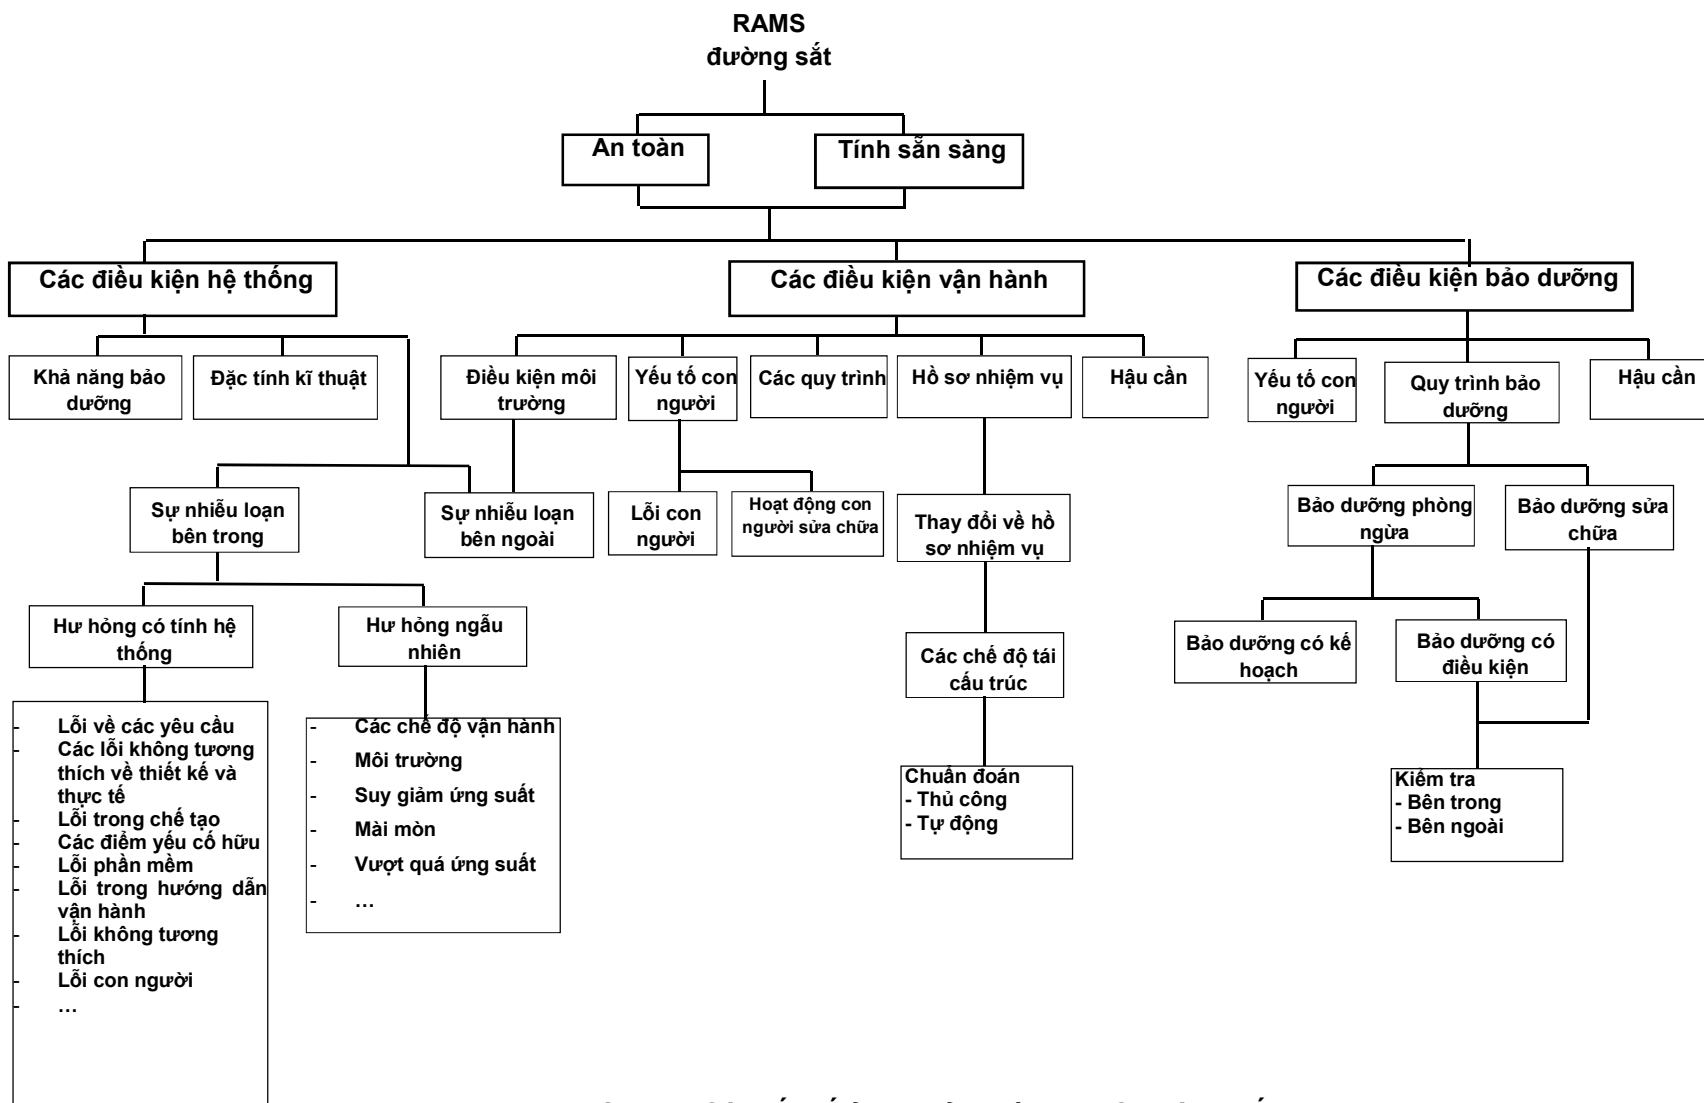 RAMS
đường sắt
An toàn
Tính sẵn sàng
Các điều kiện hệ thống
Các điều kiện vận hành
Các điều kiện bảo dưỡng
Khả năng bảo
dưỡng
Đặc tính kĩ thuật
Điều kiện môi
trường
Yếu tố con
người
Các quy trình
Hồ sơ nhiệm vụ
Hậu cần
Yếu tố con
người
Quy trình bảo
dưỡng
Hậu cần
Sự nhiễu loạn
bên trong
Sự nhiễu loạn
bên ngoài
Lỗi con
người
Hoạt động con
người sửa chữa
Thay đổi về hồ
sơ nhiệm vụ
Bảo dưỡng phòng
ngừa
Bảo dưỡng sửa
chữa
Hư hỏng có tính hệ
thống
Hư hỏng ngẫu
nhiên
Các chế độ tái
cấu trúc
Bảo dưỡng có kế
hoạch
Bảo dưỡng có
điều kiện
- Lỗi về các yêu cầu
- Các lỗi không tương
thích về thiết kế và
thực tế
- Lỗi trong chế tạo
- Các điểm yếu cố hữu
- Lỗi phần mềm
- Lỗi trong hướng dẫn
vận hành
- Lỗi không tương
thích
- Lỗi con người
- …
- Các chế độ vận hành
- Môi trường
- Suy giảm ứng suất
- Mài mòn
- Vượt quá ứng suất
- …
Chuẩn đoán
- Thủ công
- Tự động
Kiểm tra
- Bên trong
- Bên ngoài